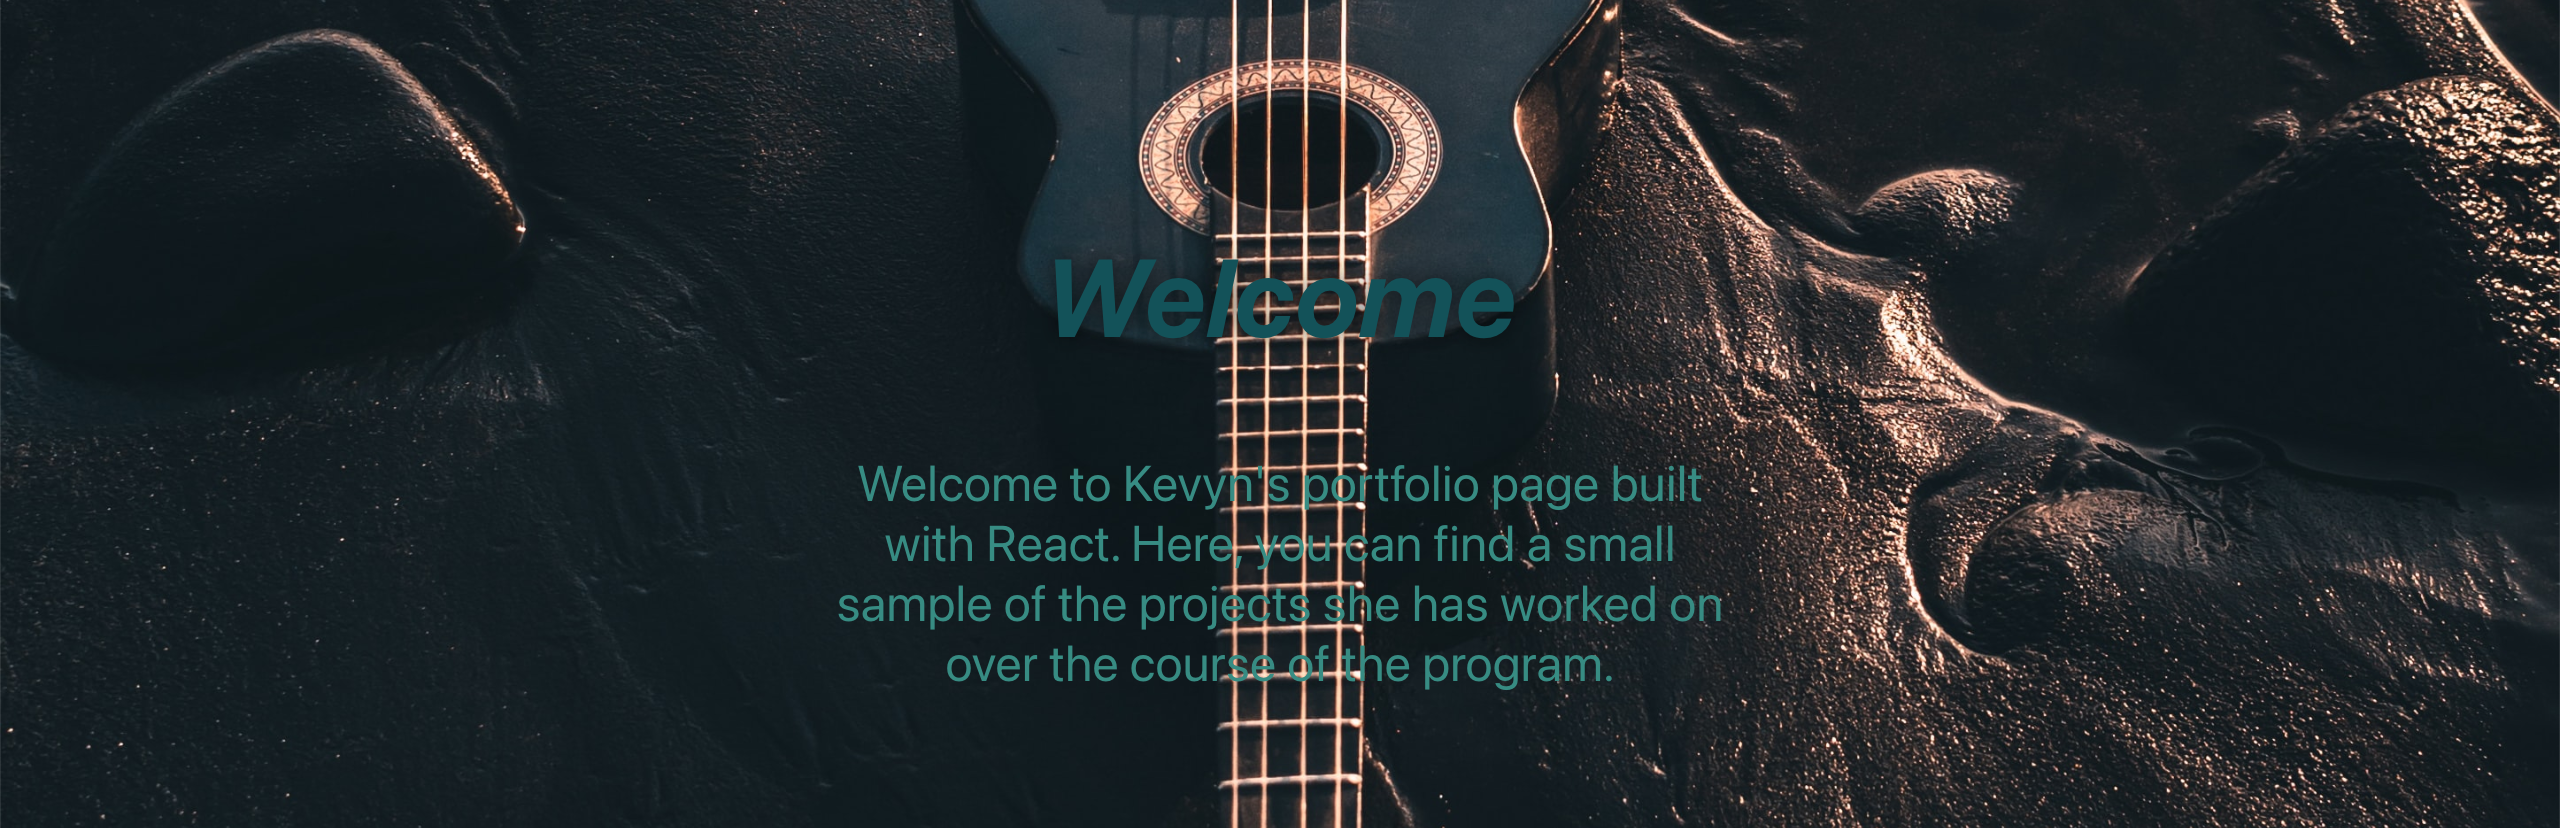 Welcome
Welcome to Kevyn's portfolio page built
with React. Here, you can find a small
sample of the projects she has worked on
over the course of the program.